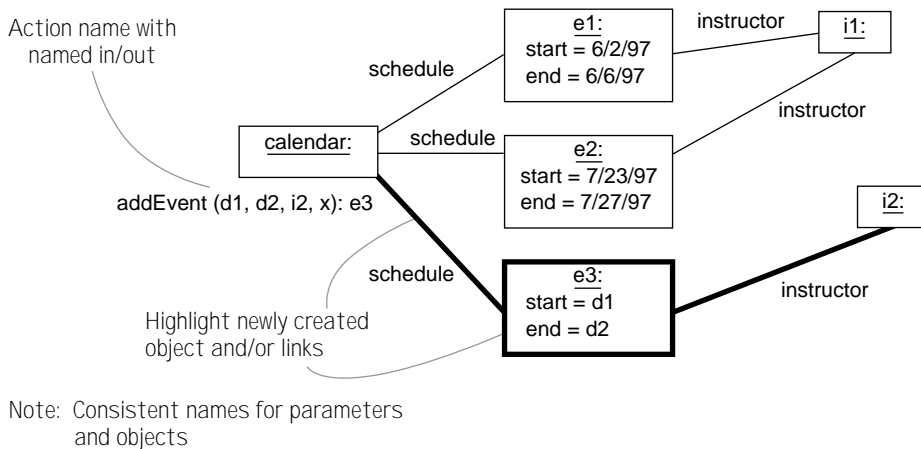 Action name with
named in/out
schedule
e1:
start = 6/2/97
end = 6/6/97
instructor
i1:
instructor
calendar:
schedule
e2:
start = 7/23/97
end = 7/27/97
addEvent (d1, d2, i2, x): e3
i2:
schedule
e3:
start = d1
end = d2
instructor
Highlight newly created
object and/or links
Note: Consistent names for parameters
and objects